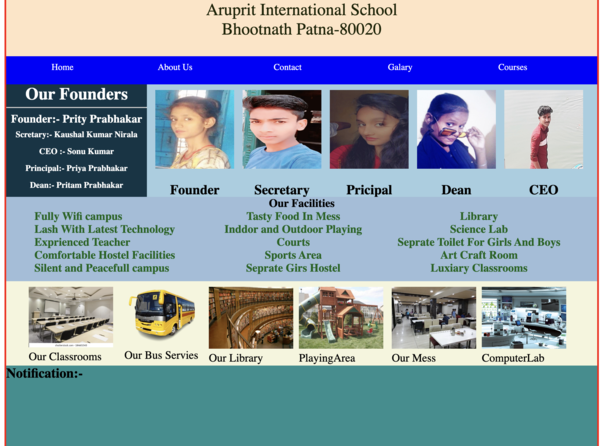 Aruprit International School
Bhootnath Patna-80020
Home About Us Contact Galary Courses
Our Founders
Founder:- Prity Prabhakar
Scretary:- Kaushal Kumar Nirala
CEO :- Sonu Kumar
Principal:- Priya Prabhakar
Dean:- Pritam Prabhakar
Founder Secretary Pricipal Dean CEO
Our Facilities
Fully Wifi campus
Lash With Latest Technology
Exprienced Teacher
Comfortable Hostel Facilities
Silent and Peacefull campus
Tasty Food In Mess
Inddor and Outdoor Playing
Courts
Sports Area
Seprate Girs Hostel
Library
Science Lab
Seprate Toilet For Girls And Boys
Art Craft Room
Luxiary Classrooms
Our Classrooms Our Bus Servies Our Library PlayingArea Our Mess ComputerLab
Notification:-